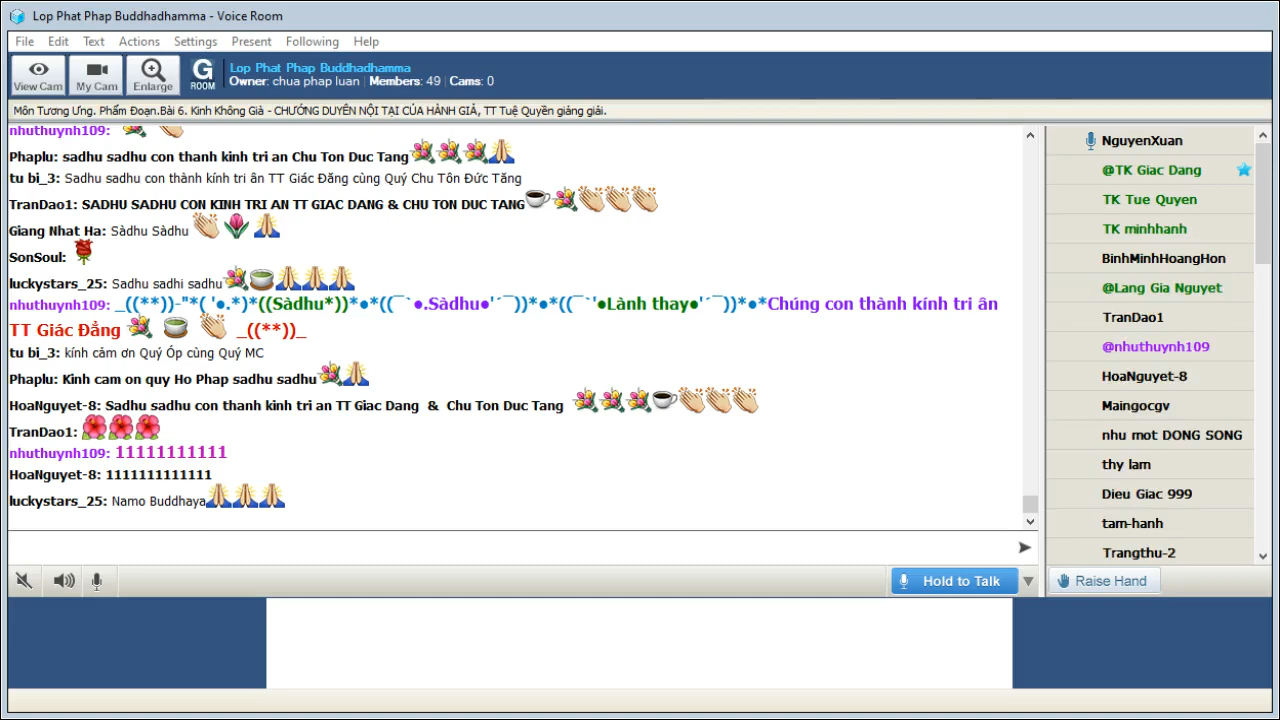 Lop Phat Phap Buddhadhamma - Voice Room
File Edit Text Actions Settings Present Following Help
View Cam My Cam Enlarge G ROOM
Lop Phat Phap Buddhadhamma
Owner: chua phap luan | Members: 49 | Cams: 0
Môn Tương Ưng. Phẩm Đoạn.Bài 6. Kinh Không Già - CHƯỚNG DUYÊN NỘI TẠI CỦA HÀNH GIẢ, TT Tuệ Quyền giảng giải.
nhuthuynh109:
Phaplu: sadhu sadhu con thanh kinh tri an Chu Ton Duc Tang
tu bi_3: Sadhu sadhu con thành kính tri ân TT Giác Đăng cùng Quý Chu Tôn Đức Tăng
TranDao1: SADHU SADHU CON KINH TRI AN TT GIAC DANG & CHU TON DUC TANG
Giang Nhat Ha: Sàdhu Sàdhu
SonSoul:
luckystars_25: Sadhu sadhi sadhu
nhuthuynh109: _((**))-"*( '●.*)*((Sàdhu*))*●*((¯`●.Sàdhu●'´¯))*●*((¯`'●Lành thay●'´¯))*●*Chúng con thành kính tri ân
TT Giác Đẳng _((**))_
tu bi_3: kính cảm ơn Quý Óp cùng Quý MC
Phaplu: Kinh cam on quy Ho Phap sadhu sadhu
HoaNguyet-8: Sadhu sadhu con thanh kinh tri an TT Giac Dang & Chu Ton Duc Tang
TranDao1:
nhuthuynh109: 11111111111
HoaNguyet-8: 1111111111111
luckystars_25: Namo Buddhaya
Hold to Talk
NguyenXuan
@TK Giac Dang
TK Tue Quyen
TK minhhanh
BinhMinhHoangHon
@Lang Gia Nguyet
TranDao1
@nhuthuynh109
HoaNguyet-8
Maingocgv
nhu mot DONG SONG
thy lam
Dieu Giac 999
tam-hanh
Trangthu-2
Raise Hand